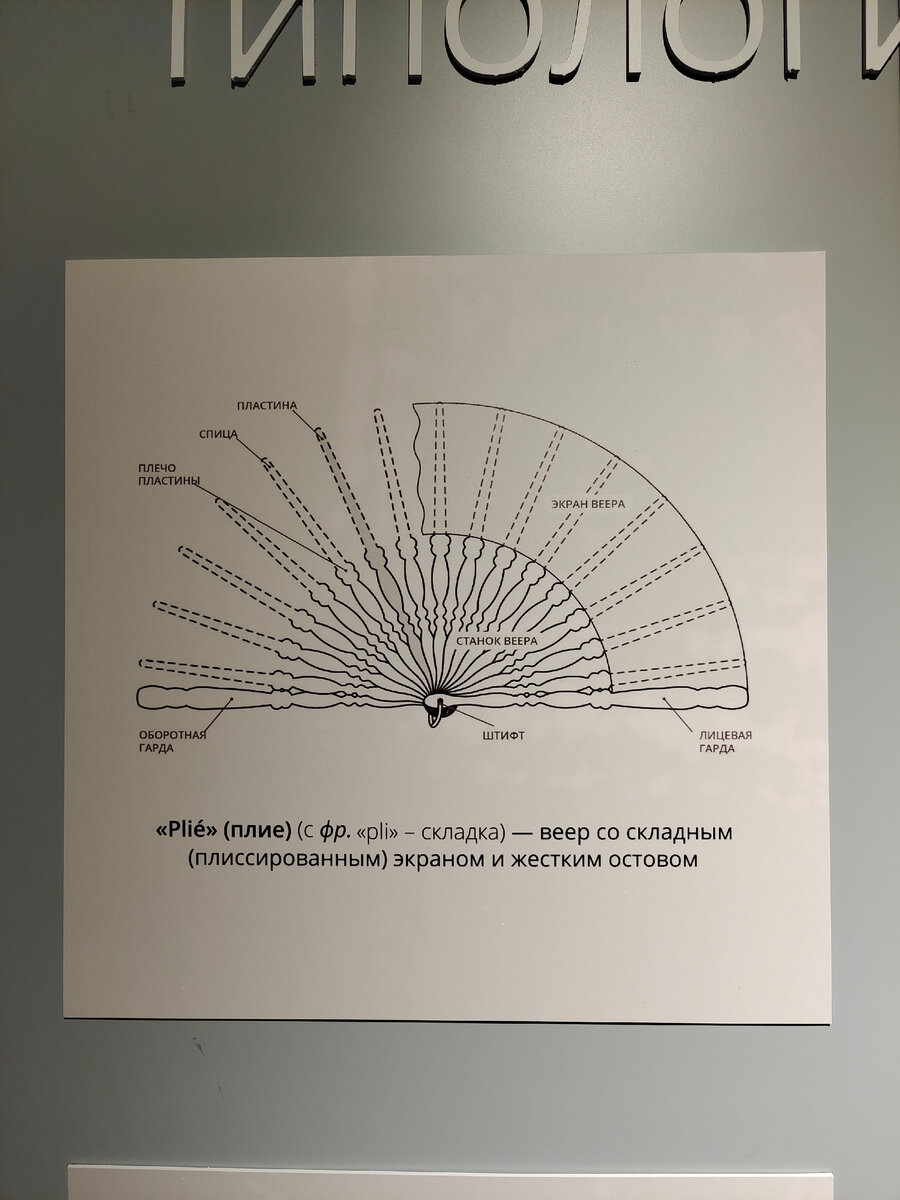 ТИПОЛОГИ
ПЛАСТИНА
СПИЦА
ПЛЕЧО
ПЛАСТИНЫ
ЭКРАН ВЕЕРА
СТАНОК ВЕЕРА
ОБОРОТНАЯ
ГАРДА
ШТИФТ
ЛИЦЕВАЯ
ГАРДА
«Plié» (плие) (с фр. «pli» – складка) — веер со складным
(плиссированным) экраном и жестким остовом